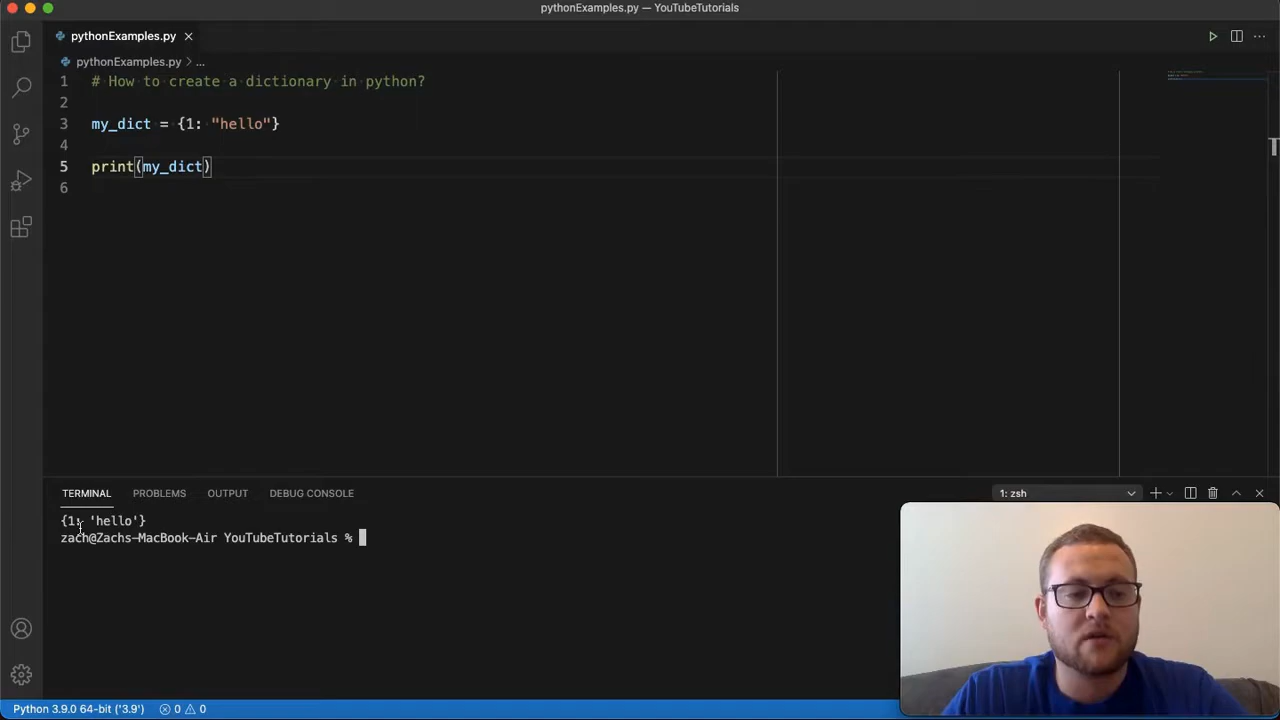 pythonExamples.py — YouTubeTutorials
pythonExamples.py
pythonExamples.py > ...
1 # How to create a dictionary in python?
2
3 my_dict = {1: "hello"}
4
5 print(my_dict)
6
TERMINAL PROBLEMS OUTPUT DEBUG CONSOLE 1: zsh
{1: 'hello'}
zach@Zachs-MacBook-Air YouTubeTutorials %
Python 3.9.0 64-bit ('3.9') 0 0